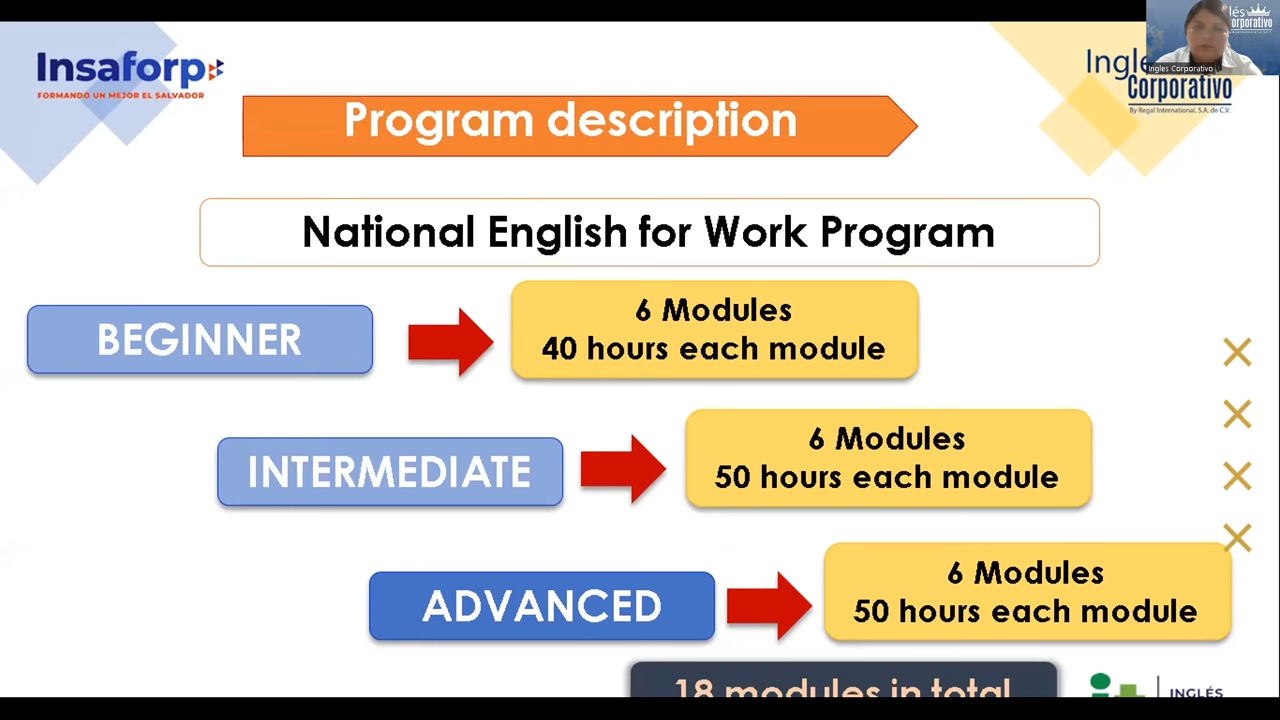 Insaforp
FORMANDO UN MEJOR EL SALVADOR
Program description
Corporativo
By Regal International, S.A. de C.V.
Ingles Corporativo
National English for Work Program
BEGINNER
6 Modules
40 hours each module
INTERMEDIATE
6 Modules
50 hours each module
ADVANCED
6 Modules
50 hours each module
18 modules in total
INGLÉS